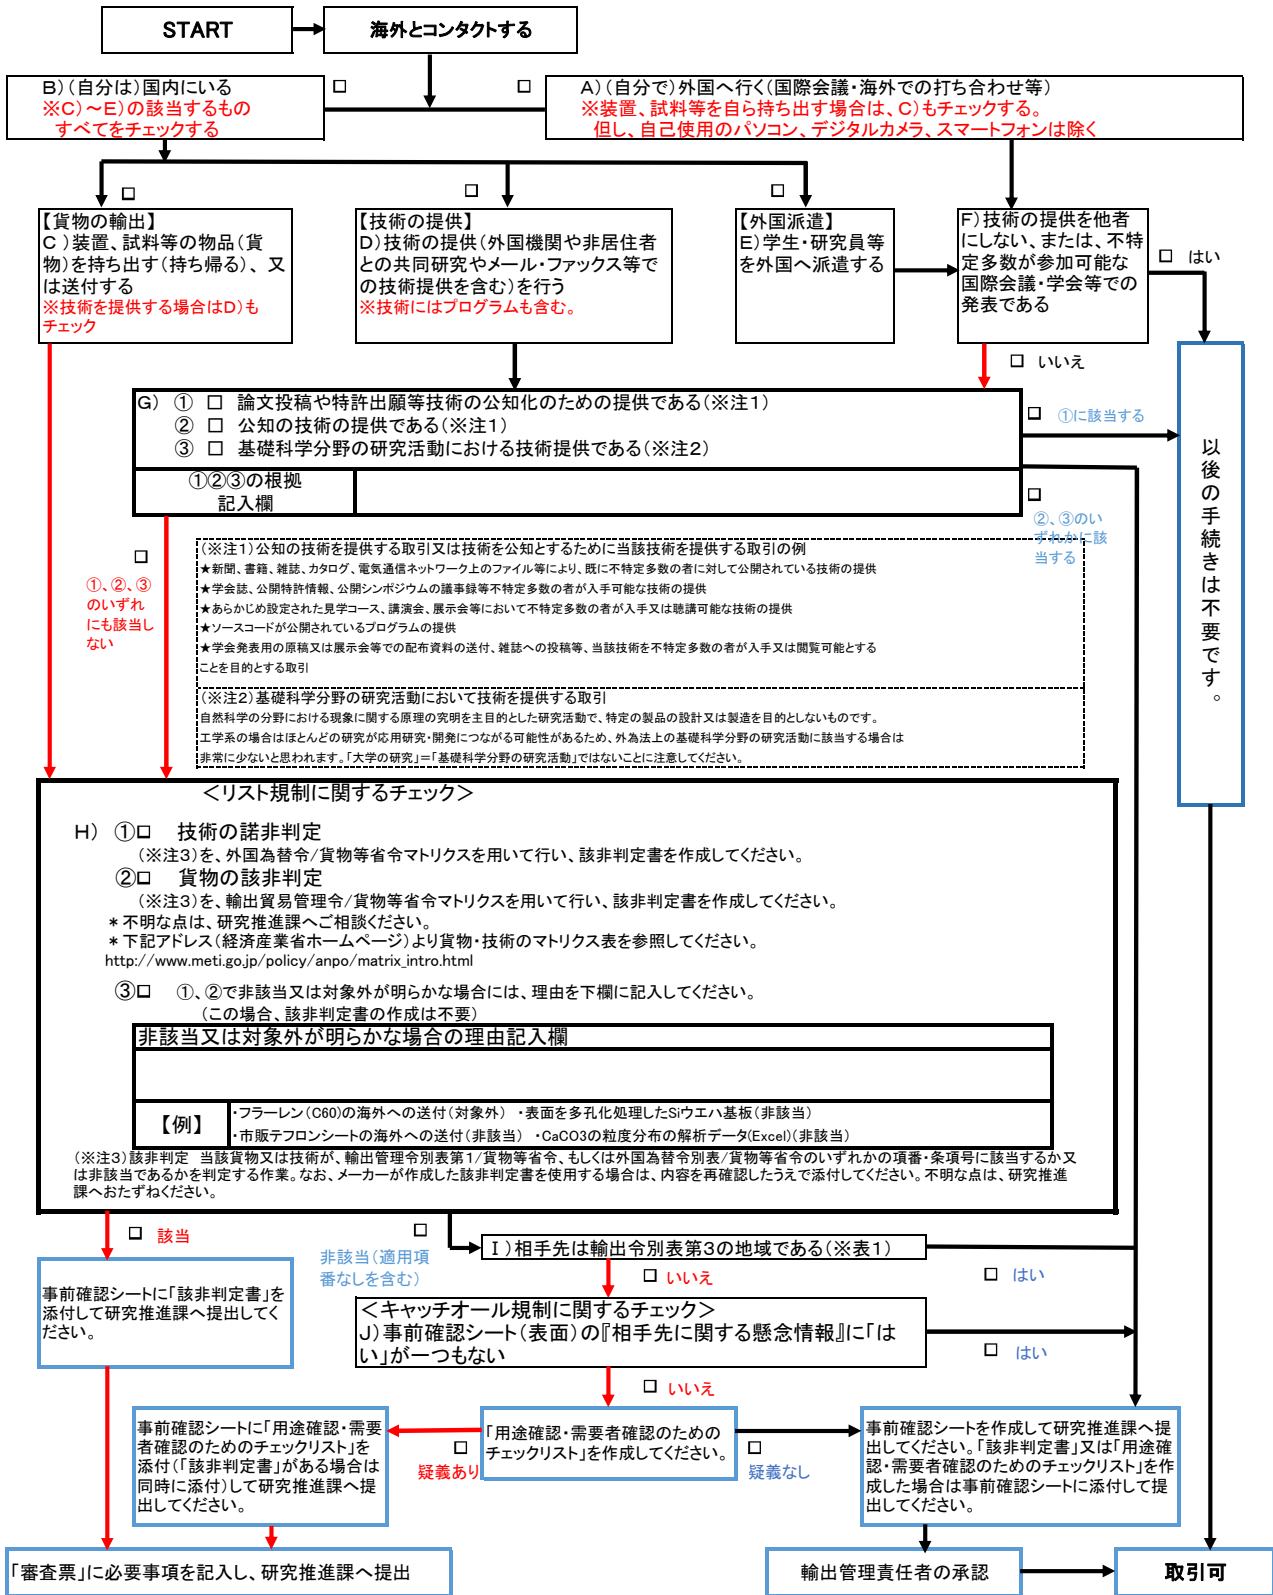 START
海外とコンタクトする
B)(自分は)国内にいる
※C)～E)の該当するもの
すべてをチェックする
□
□
A)(自分で)外国へ行く(国際会議・海外での打ち合わせ等)
※装置、試料等を自ら持ち出す場合は、C)もチェックする。
但し、自己使用のパソコン、デジタルカメラ、スマートフォンは除く
□
□
□
【貨物の輸出】
C )装置、試料等の物品(貨
物)を持ち出す(持ち帰る)、又
は送付する
※技術を提供する場合はD)も
チェック
【技術の提供】
D)技術の提供(外国機関や非居住者
との共同研究やメール・ファックス等で
の技術提供を含む)を行う
※技術にはプログラムも含む。
【外国派遣】
E)学生・研究員等
を外国へ派遣する
F)技術の提供を他者
にしない、または、不特
定多数が参加可能な
国際会議・学会等での
発表である
□ はい
□ いいえ
G) ① □ 論文投稿や特許出願等技術の公知化のための提供である(※注1)
② □ 公知の技術の提供である(※注1)
③ □ 基礎科学分野の研究活動における技術提供である(※注2)
①②③の根拠
記入欄
□ ①に該当する
□
②、③のい
ずれかに該
当する
以後の手続きは不要です。
□
①、②、③
のいずれ
にも該当し
ない
(※注1)公知の技術を提供する取引又は技術を公知とするために当該技術を提供する取引の例
★新聞、書籍、雑誌、カタログ、電気通信ネットワーク上のファイル等により、既に不特定多数の者に対して公開されている技術の提供
★学会誌、公開特許情報、公開シンポジウムの議事録等不特定多数の者が入手可能な技術の提供
★あらかじめ設定された見学コース、講演会、展示会等において不特定多数の者が入手又は聴講可能な技術の提供
★ソースコードが公開されているプログラムの提供
★学会発表用の原稿又は展示会等での配布資料の送付、雑誌への投稿等、当該技術を不特定多数の者が入手又は閲覧可能とする
ことを目的とする取引
(※注2)基礎科学分野の研究活動において技術を提供する取引
自然科学の分野における現象に関する原理の究明を主目的とした研究活動で、特定の製品の設計又は製造を目的としないものです。
工学系の場合はほとんどの研究が応用研究・開発につながる可能性があるため、外為法上の基礎科学分野の研究活動に該当する場合は
非常に少ないと思われます。「大学の研究」＝「基礎科学分野の研究活動」ではないことに注意してください。
＜リスト規制に関するチェック＞
H) ①□ 技術の諾非判定
(※注3)を、外国為替令/貨物等省令マトリクスを用いて行い、該非判定書を作成してください。
②□ 貨物の該非判定
(※注3)を、輸出貿易管理令/貨物等省令マトリクスを用いて行い、該非判定書を作成してください。
＊不明な点は、研究推進課へご相談ください。
＊下記アドレス(経済産業省ホームページ)より貨物・技術のマトリクス表を参照してください。
http://www.meti.go.jp/policy/anpo/matrix_intro.html
③□ ①、②で非該当又は対象外が明らかな場合には、理由を下欄に記入してください。
(この場合、該非判定書の作成は不要)
非該当又は対象外が明らかな場合の理由記入欄
【例】
・フラーレン(C60)の海外への送付(対象外) ・表面を多孔化処理したSiウエハ基板(非該当)
・市販テフロンシートの海外への送付(非該当) ・CaCO3の粒度分布の解析データ(Excel)(非該当)
(※注3)該非判定 当該貨物又は技術が、輸出管理令別表第1/貨物等省令、もしくは外国為替令別表/貨物等省令のいずれかの項番・条項号に該当するか又
は非該当であるかを判定する作業。なお、メーカーが作成した該非判定書を使用する場合は、内容を再確認したうえで添付してください。不明な点は、研究推進
課へおたずねください。
□ 該当
□
非該当(適用項
番なしを含む)
I )相手先は輸出令別表第3の地域である(※表1)
□ いいえ
□ はい
事前確認シートに「該非判定書」を
添付して研究推進課へ提出してく
ださい。
＜キャッチオール規制に関するチェック＞
J)事前確認シート(表面)の『相手先に関する懸念情報』に「は
い」が一つもない
□ はい
□ いいえ
事前確認シートに「用途確認・需要
者確認のためのチェックリスト」を
添付(「該非判定書」がある場合は
同時に添付)して研究推進課へ提
出してください。
□
疑義あり
「用途確認・需要者確認のための
チェックリスト」を作成してください。
□
疑義なし
事前確認シートを作成して研究推進課へ提
出してください。「該非判定書」又は「用途確
認・需要者確認のためのチェックリスト」を作
成した場合は事前確認シートに添付して提
出してください。
「審査票」に必要事項を記入し、研究推進課へ提出
輸出管理責任者の承認
取引可